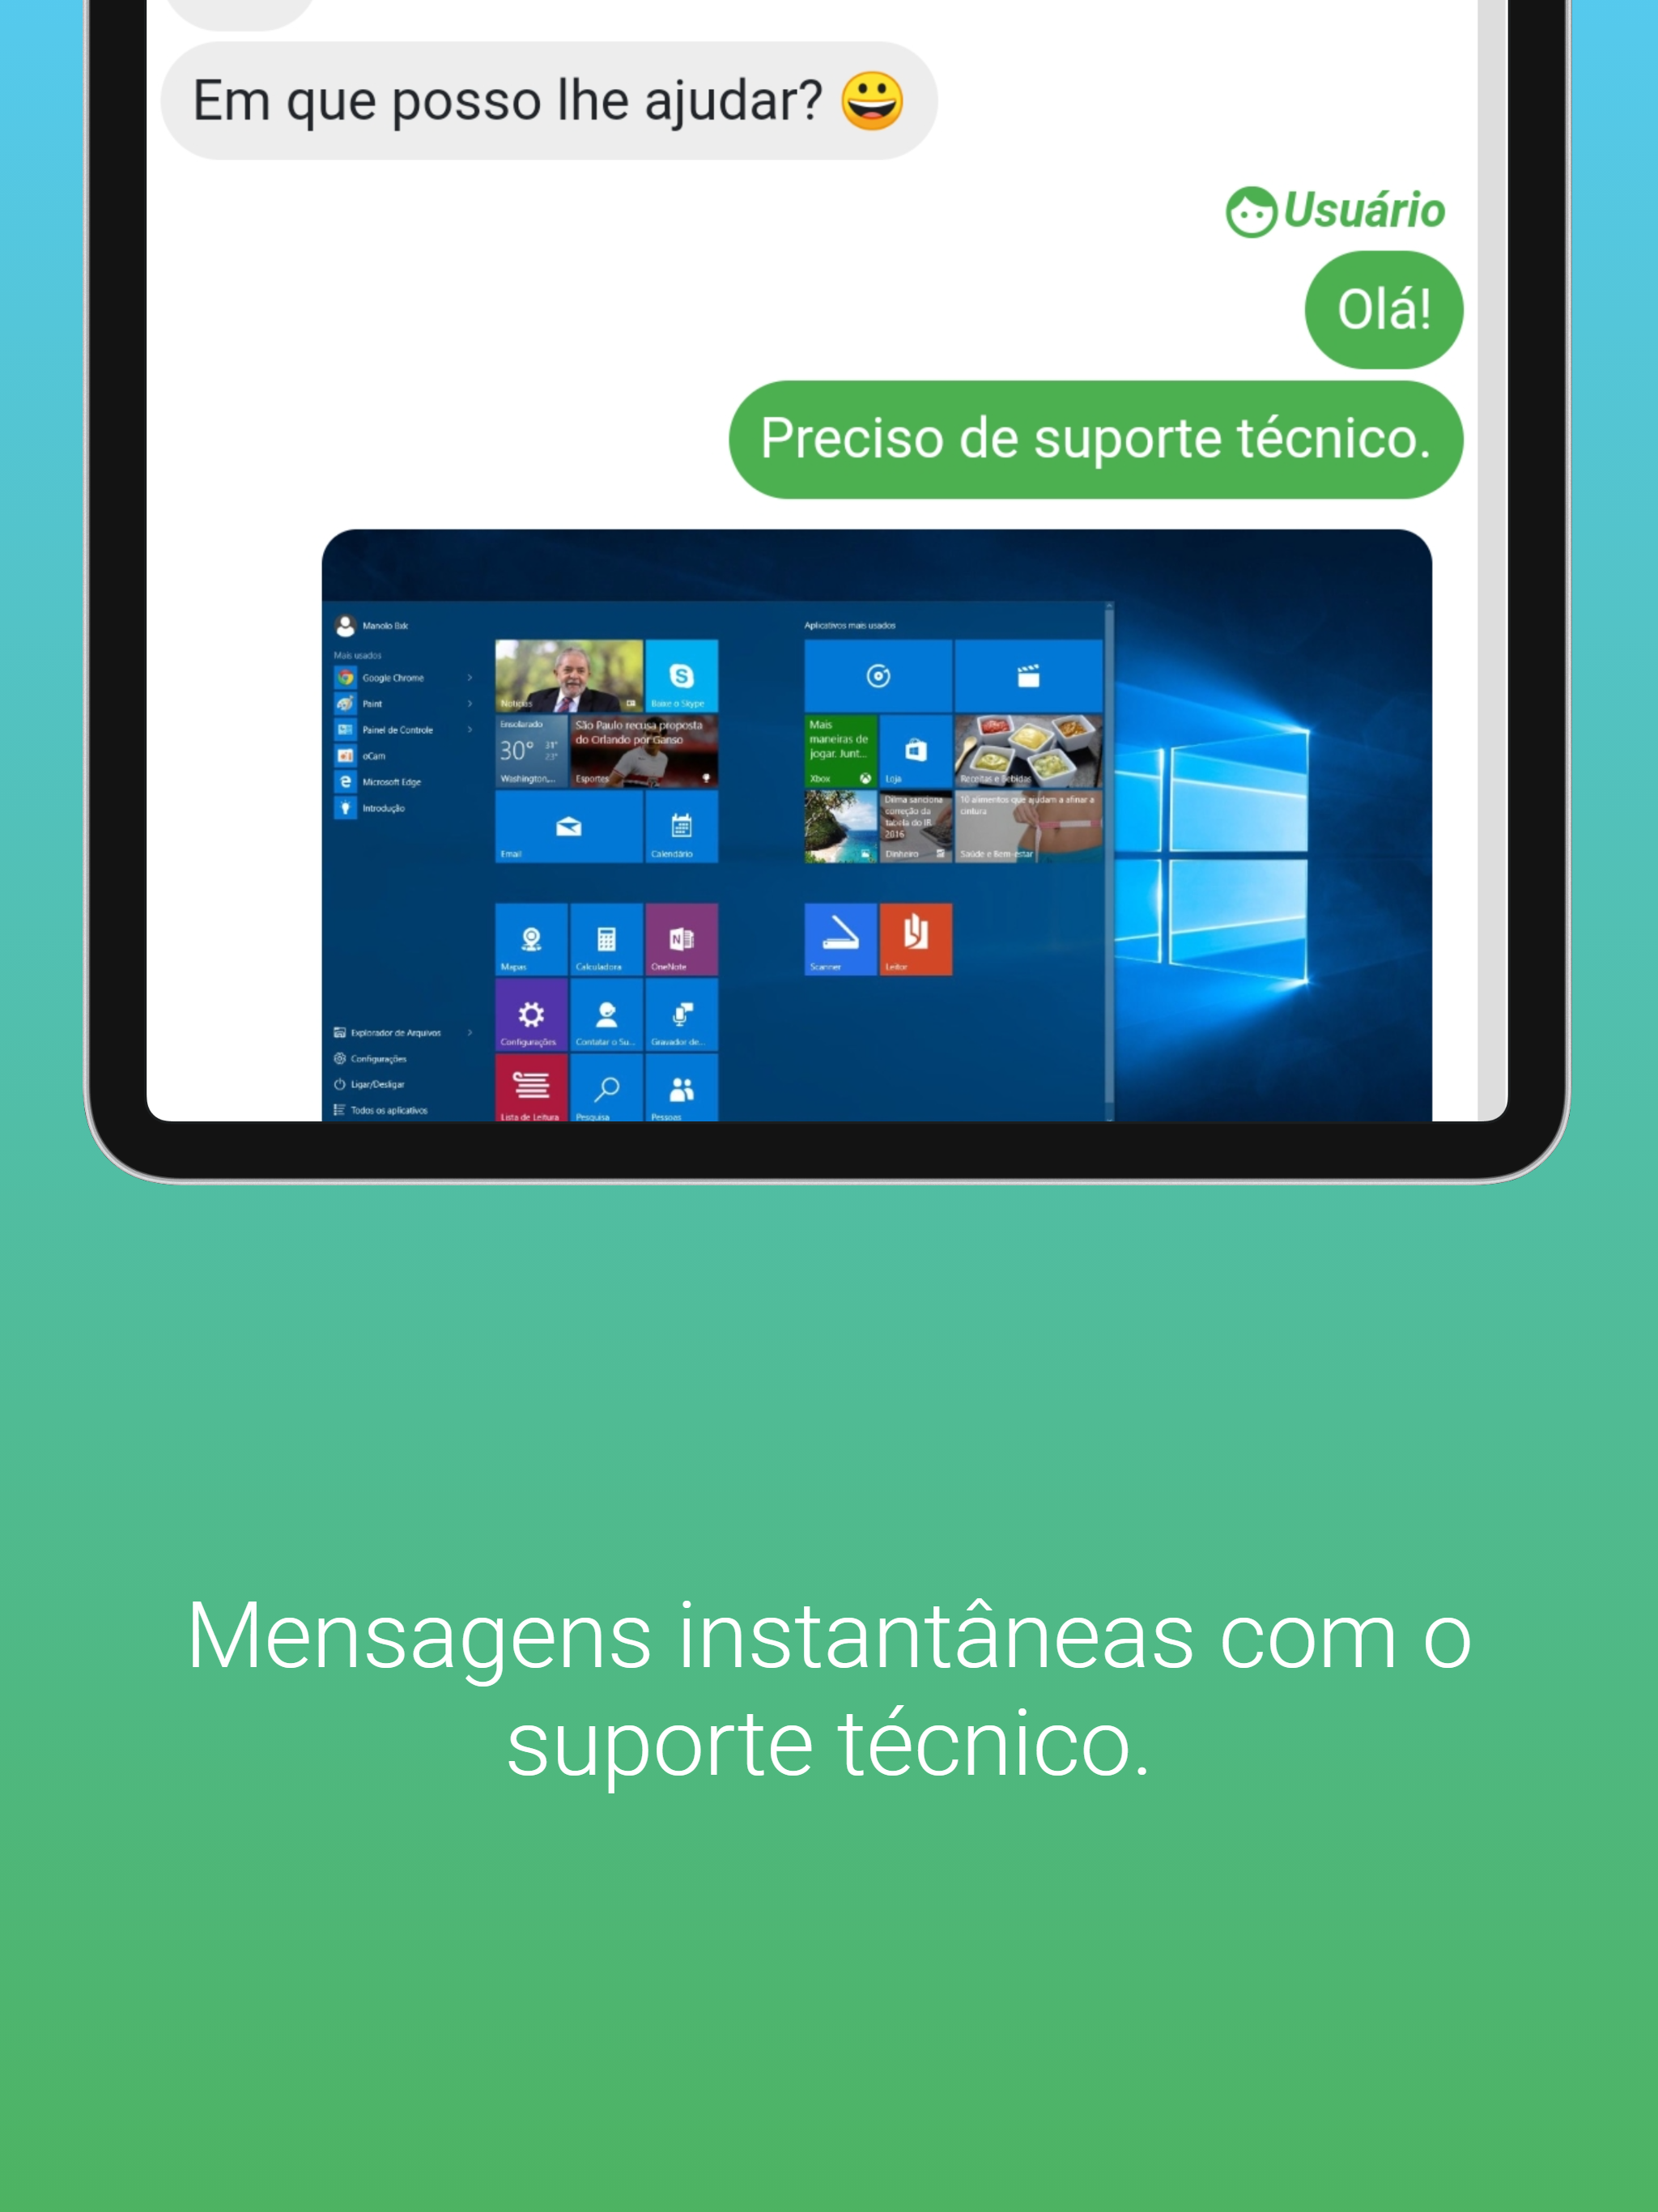 Em que posso lhe ajudar? 😀
Usuário
Olá!
Preciso de suporte técnico.
Manolo Bxk
Mais usados
Google Chrome
Paint
Painel de Controle
oCam
Microsoft Edge
Introdução
Explorador de Arquivos
Configurações
Ligar/Desligar
Todos os aplicativos
Notícias
Baixe o Skype
Ensolarado
30° 31°
23°
Washington,...
São Paulo recusa proposta
do Orlando por Ganso
Esportes
Email
Calendário
Mapas
Calculadora
OneNote
Configurações
Contatar o Su...
Gravador de...
Lista de Leitura
Pesquisa
Pessoas
Aplicativos mais usados
Mais
maneiras de
jogar. Junt...
Xbox
Loja
Receitas e Bebidas
Dilma sanciona
correção da
tabela do IR
2016
Dinheiro
10 alimentos que ajudam a afinar a
cintura
Saúde e Bem-estar
Scanner
Leitor
Mensagens instantâneas com o
suporte técnico.